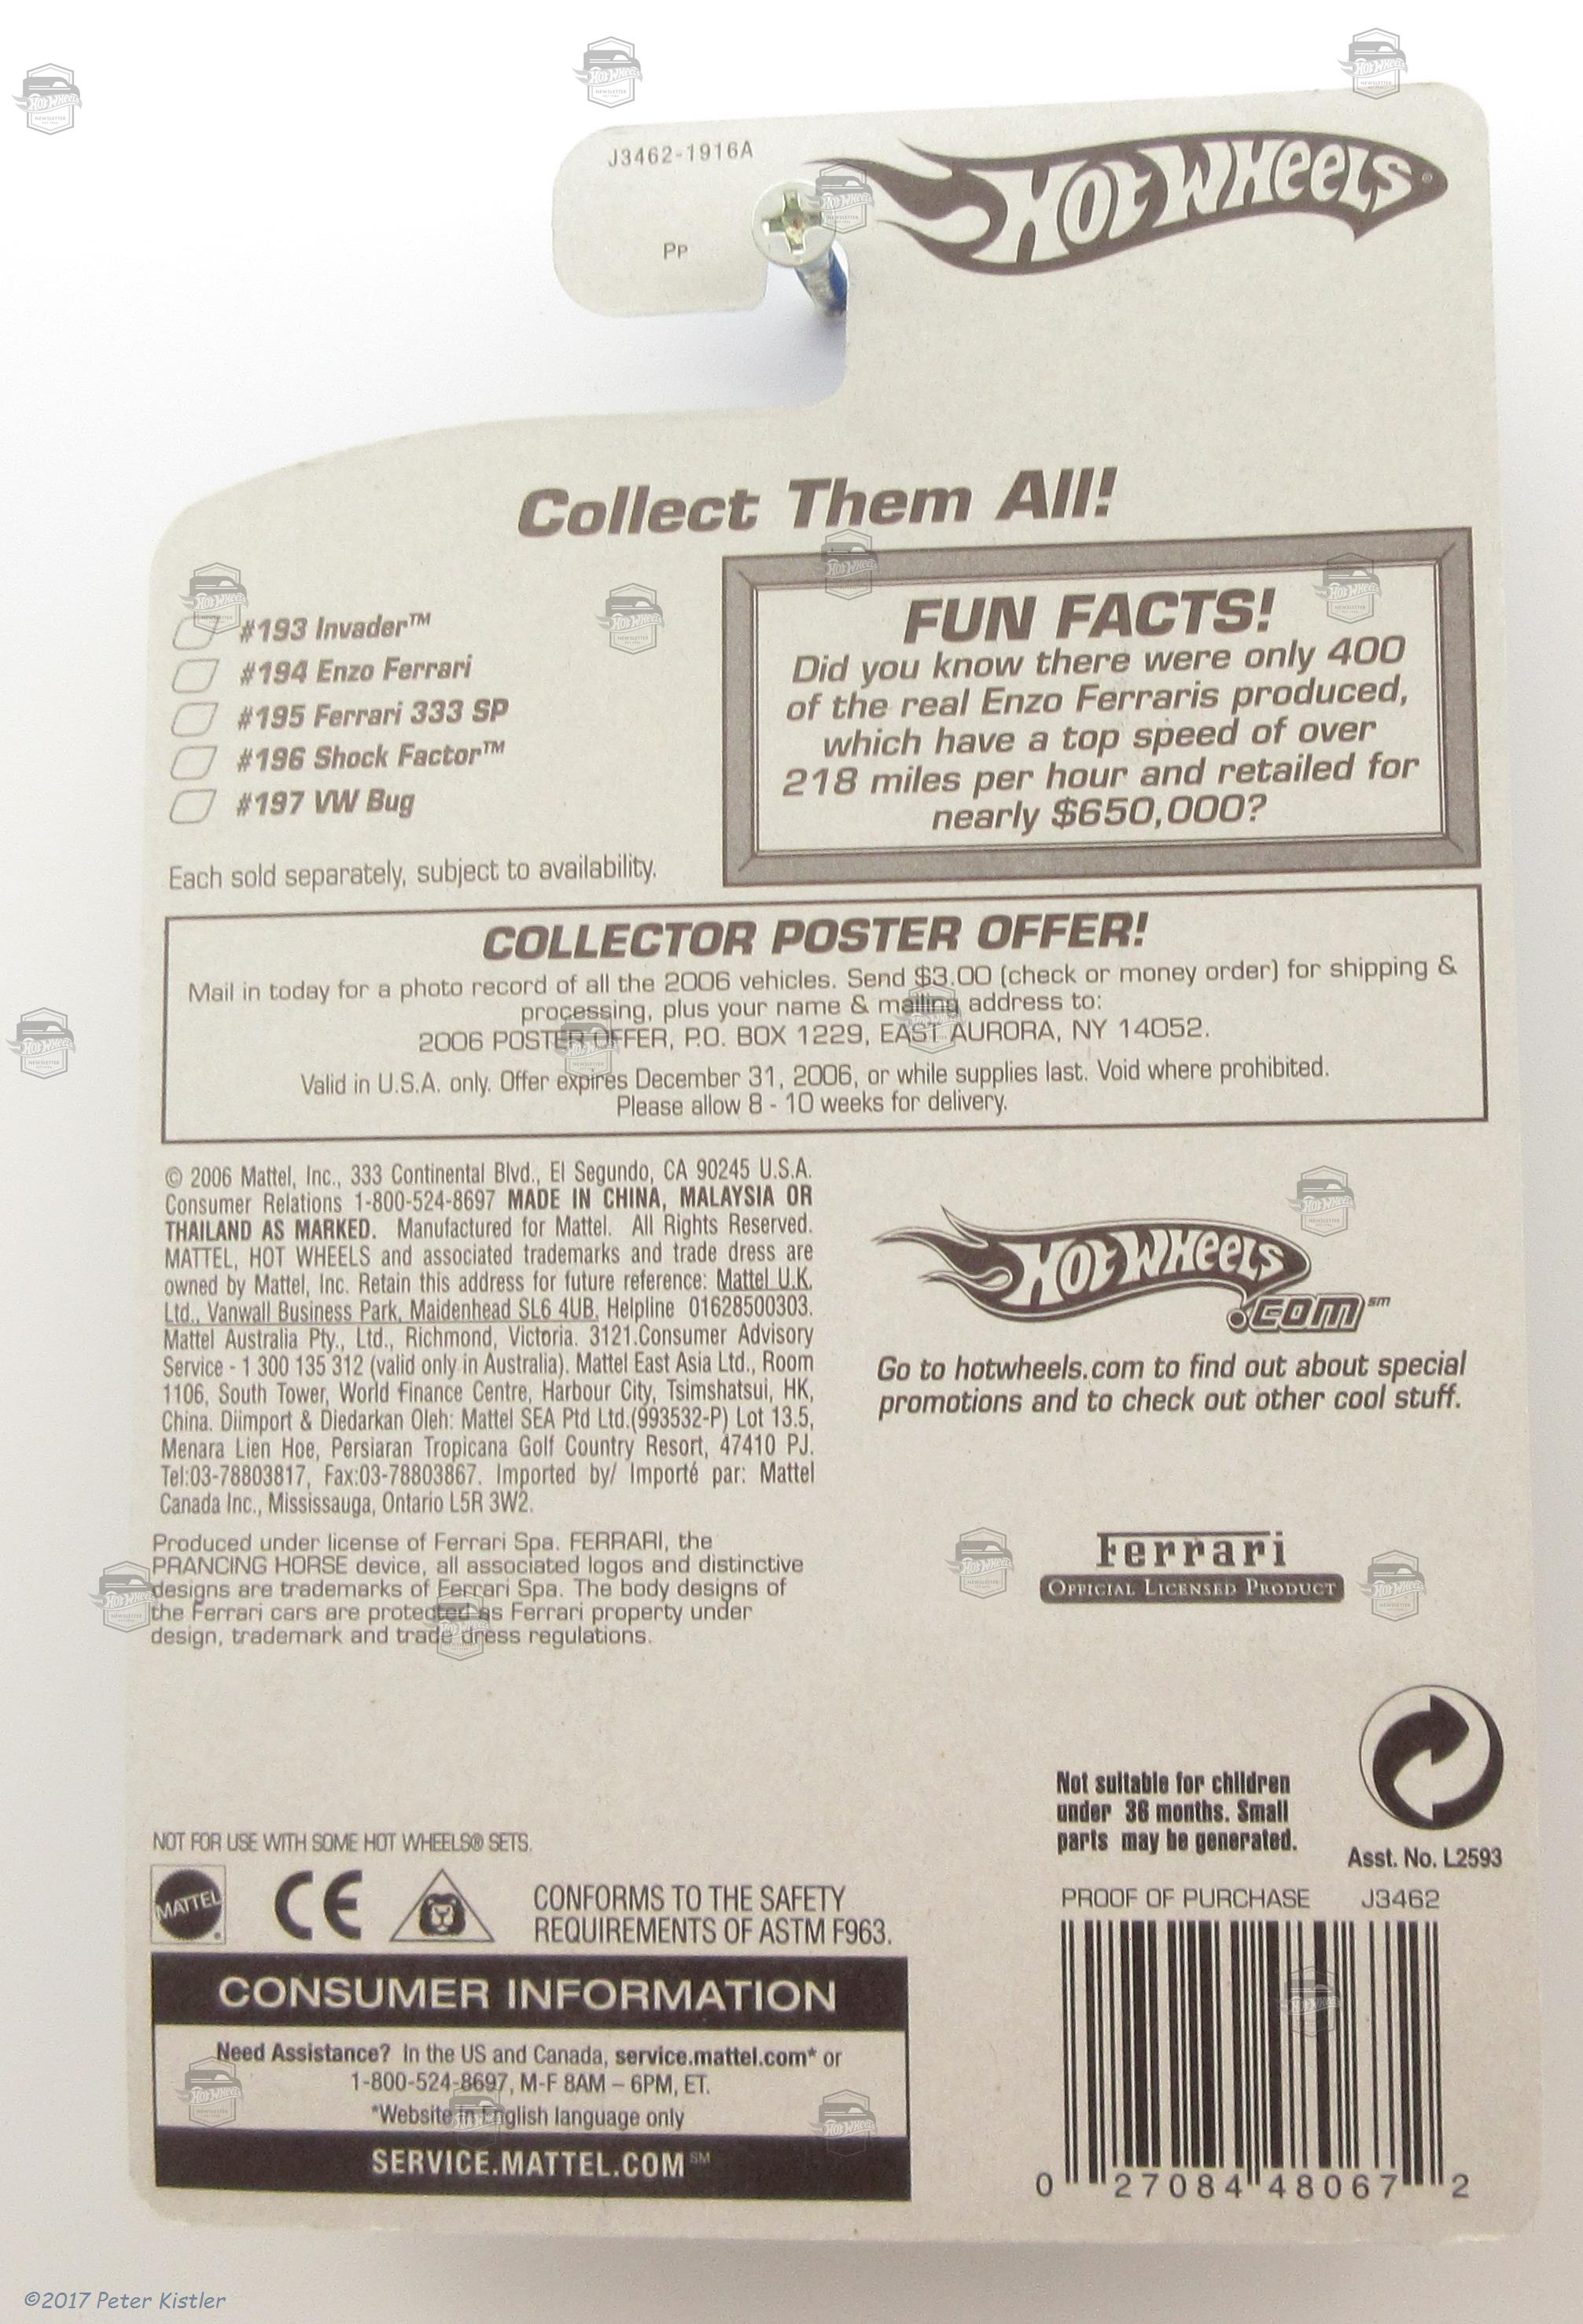 J3462-1916A
Pp
HOT WHEELS®
Collect Them All!
#193 Invader™
#194 Enzo Ferrari
#195 Ferrari 333 SP
#196 Shock Factor™
#197 VW Bug
Each sold separately, subject to availability.
FUN FACTS!
Did you know there were only 400
of the real Enzo Ferraris produced,
which have a top speed of over
218 miles per hour and retailed for
nearly $650,000?
COLLECTOR POSTER OFFER!
Mail in today for a photo record of all the 2006 vehicles. Send $3.00 (check or money order) for shipping &
processing, plus your name & mailing address to:
2006 POSTER OFFER, P.O. BOX 1229, EAST AURORA, NY 14052.
Valid in U.S.A. only. Offer expires December 31, 2006, or while supplies last. Void where prohibited.
Please allow 8 - 10 weeks for delivery.
© 2006 Mattel, Inc., 333 Continental Blvd., El Segundo, CA 90245 U.S.A.
Consumer Relations 1-800-524-8697 MADE IN CHINA, MALAYSIA OR
THAILAND AS MARKED. Manufactured for Mattel. All Rights Reserved.
MATTEL, HOT WHEELS and associated trademarks and trade dress are
owned by Mattel, Inc. Retain this address for future reference: Mattel U.K.
Ltd., Vanwall Business Park, Maidenhead SL6 4UB. Helpline 01628500303.
Mattel Australia Pty., Ltd., Richmond, Victoria. 3121.Consumer Advisory
Service - 1 300 135 312 (valid only in Australia). Mattel East Asia Ltd., Room
1106, South Tower, World Finance Centre, Harbour City, Tsimshatsui, HK,
China. Diimport & Diedarkan Oleh: Mattel SEA Ptd Ltd.(993532-P) Lot 13.5,
Menara Lien Hoe, Persiaran Tropicana Golf Country Resort, 47410 PJ.
Tel:03-78803817, Fax:03-78803867. Imported by/ Importé par: Mattel
Canada Inc., Mississauga, Ontario L5R 3W2.
HOT WHEELS
.COM℠
Go to hotwheels.com to find out about special
promotions and to check out other cool stuff.
Produced under license of Ferrari Spa. FERRARI, the
PRANCING HORSE device, all associated logos and distinctive
designs are trademarks of Ferrari Spa. The body designs of
the Ferrari cars are protected as Ferrari property under
design, trademark and trade dress regulations.
Ferrari
OFFICIAL LICENSED PRODUCT
Not suitable for children
under 36 months. Small
parts may be generated.
Asst. No. L2593
NOT FOR USE WITH SOME HOT WHEELS® SETS.
MATTEL
CE
CONFORMS TO THE SAFETY
REQUIREMENTS OF ASTM F963.
CONSUMER INFORMATION
Need Assistance? In the US and Canada, service.mattel.com* or
1-800-524-8697, M-F 8AM – 6PM, ET.
*Website in English language only
SERVICE.MATTEL.COM℠
PROOF OF PURCHASE J3462
0 27084 48067 2
©2017 Peter Kistler